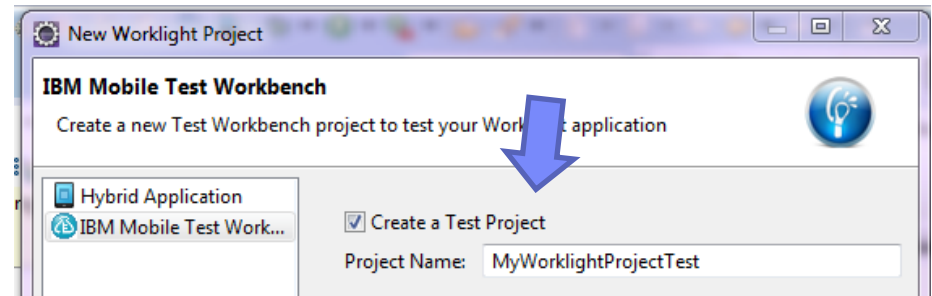 New Worklight Project
IBM Mobile Test Workbench
Create a new Test Workbench project to test your Work t application
Hybrid Application
IBM Mobile Test Work...
Create a Test Project
Project Name: MyWorklightProjectTest